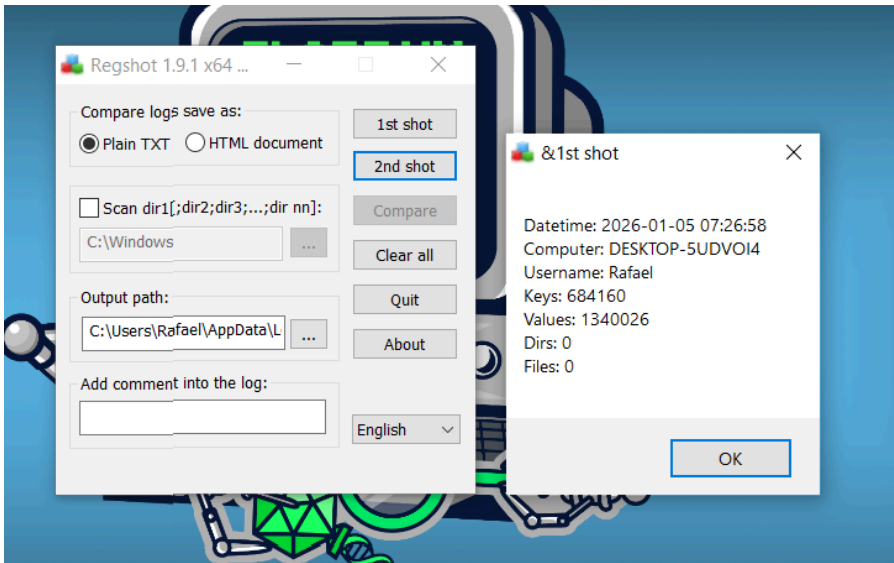 Regshot 1.9.1 x64 ...
Compare logs save as:
Plain TXT
HTML document
Scan dir1[;dir2;dir3;...;dir nn]:
C:\Windows
...
Output path:
C:\Users\Rafael\AppData\L
...
Add comment into the log:
1st shot
2nd shot
Compare
Clear all
Quit
About
English
&1st shot
Datetime: 2026-01-05 07:26:58
Computer: DESKTOP-5UDVOI4
Username: Rafael
Keys: 684160
Values: 1340026
Dirs: 0
Files: 0
OK